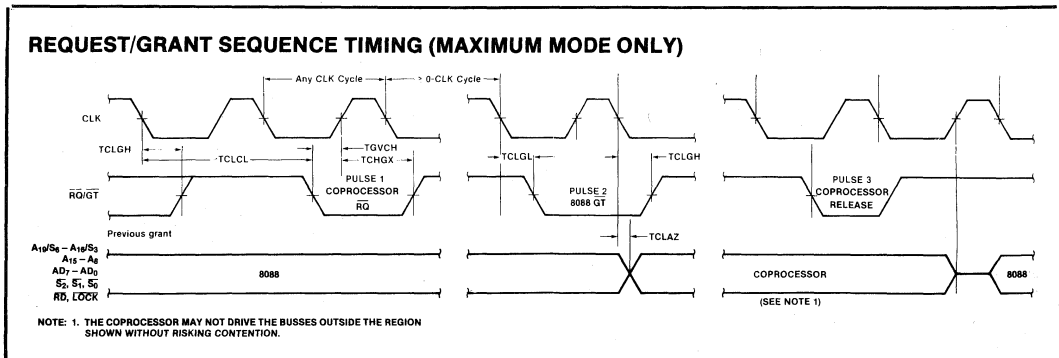 REQUEST/GRANT SEQUENCE TIMING (MAXIMUM MODE ONLY)
Any CLK Cycle
> 0-CLK Cycle
CLK
TCLGH
TCLCL
TGVCH
TCHGX
TCLGL
TCLGH
RQ/GT
PULSE 1
COPROCESSOR
RQ
PULSE 2
8088 GT
PULSE 3
COPROCESSOR
RELEASE
Previous grant
TCLAZ
A19/S6 – A16/S3
A15 – A8
AD7 – AD0
S2, S1, S0
RD, LOCK
8088
COPROCESSOR
8088
(SEE NOTE 1)
NOTE: 1. THE COPROCESSOR MAY NOT DRIVE THE BUSSES OUTSIDE THE REGION
SHOWN WITHOUT RISKING CONTENTION.